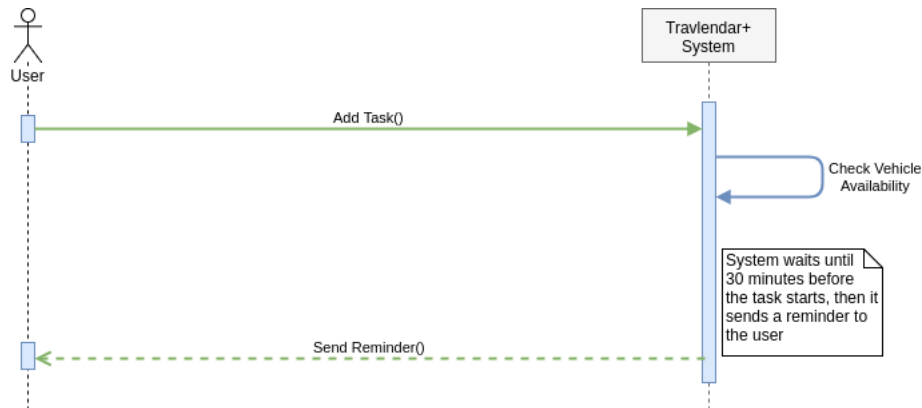 User
Travlendar+
System
Add Task()
Check Vehicle
Availability
System waits until
30 minutes before
the task starts, then it
sends a reminder to
the user
Send Reminder()